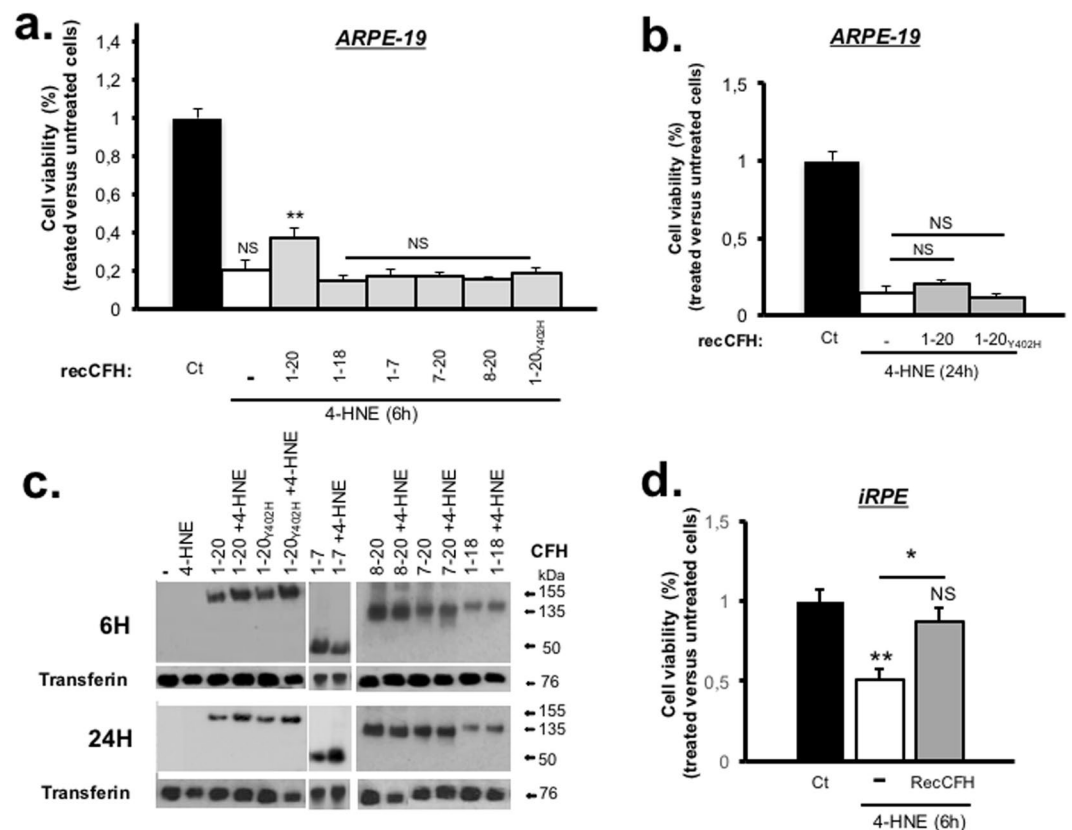 a.
ARPE-19
Cell viability (%)
(treated versus untreated cells)
1,4
1,2
1
0,8
0,6
0,4
0,2
0
NS
**
NS
recCFH:
Ct
-
1-20
1-18
1-7
7-20
8-20
1-20Y402H
4-HNE (6h)
b.
ARPE-19
Cell viability (%)
(treated versus untreated cells)
1,5
1
0,5
0
NS
NS
recCFH:
Ct
-
1-20
1-20Y402H
4-HNE (24h)
c.
-
4-HNE
1-20
1-20 +4-HNE
1-20Y402H
1-20Y402H +4-HNE
1-7
1-7 +4-HNE
8-20
8-20 +4-HNE
7-20
7-20 +4-HNE
1-18
1-18 +4-HNE
CFH
kDa
6H
155
135
50
Transferin
76
24H
155
135
50
Transferin
76
d.
iRPE
Cell viability (%)
(treated versus untreated cells)
1,5
1
0,5
0
*
NS
**
Ct
-
RecCFH
4-HNE (6h)